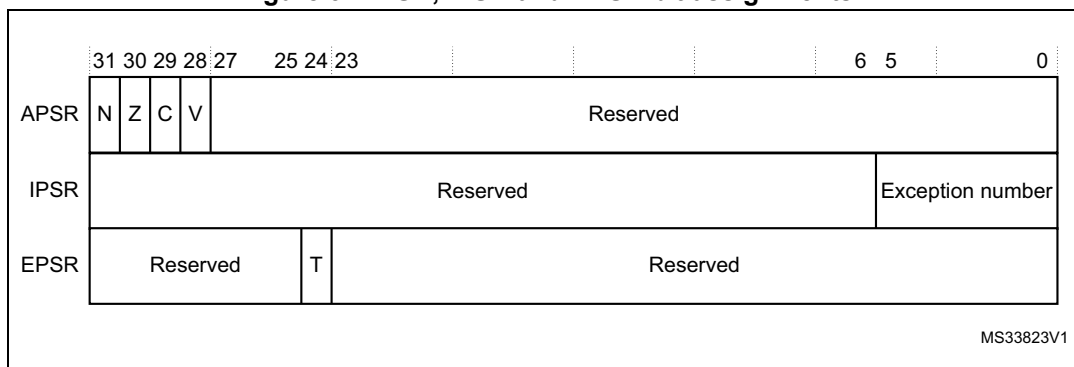 31 30 29 28 27 25 24 23 6 5 0
APSR N Z C V Reserved
IPSR Reserved Exception number
EPSR Reserved T Reserved
MS33823V1